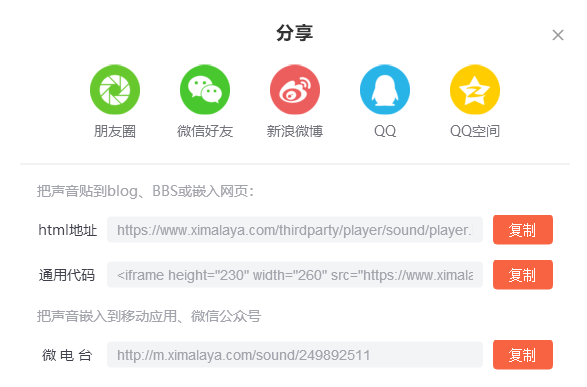 分享
朋友圈 微信好友 新浪微博 QQ QQ空间
把声音贴到blog、BBS或嵌入网页：
html地址 https://www.ximalaya.com/thirdparty/player/sound/player. 复制
通用代码 <iframe height="230" width="260" src="https://www.ximala 复制
把声音嵌入到移动应用、微信公众号
微 电 台 http://m.ximalaya.com/sound/249892511 复制